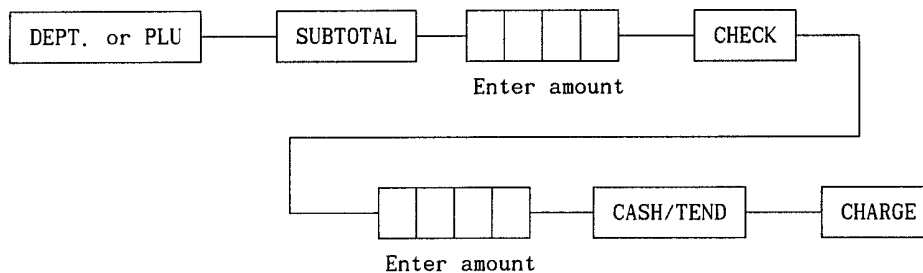 DEPT. or PLU SUBTOTAL CHECK
Enter amount
CASH/TEND CHARGE
Enter amount